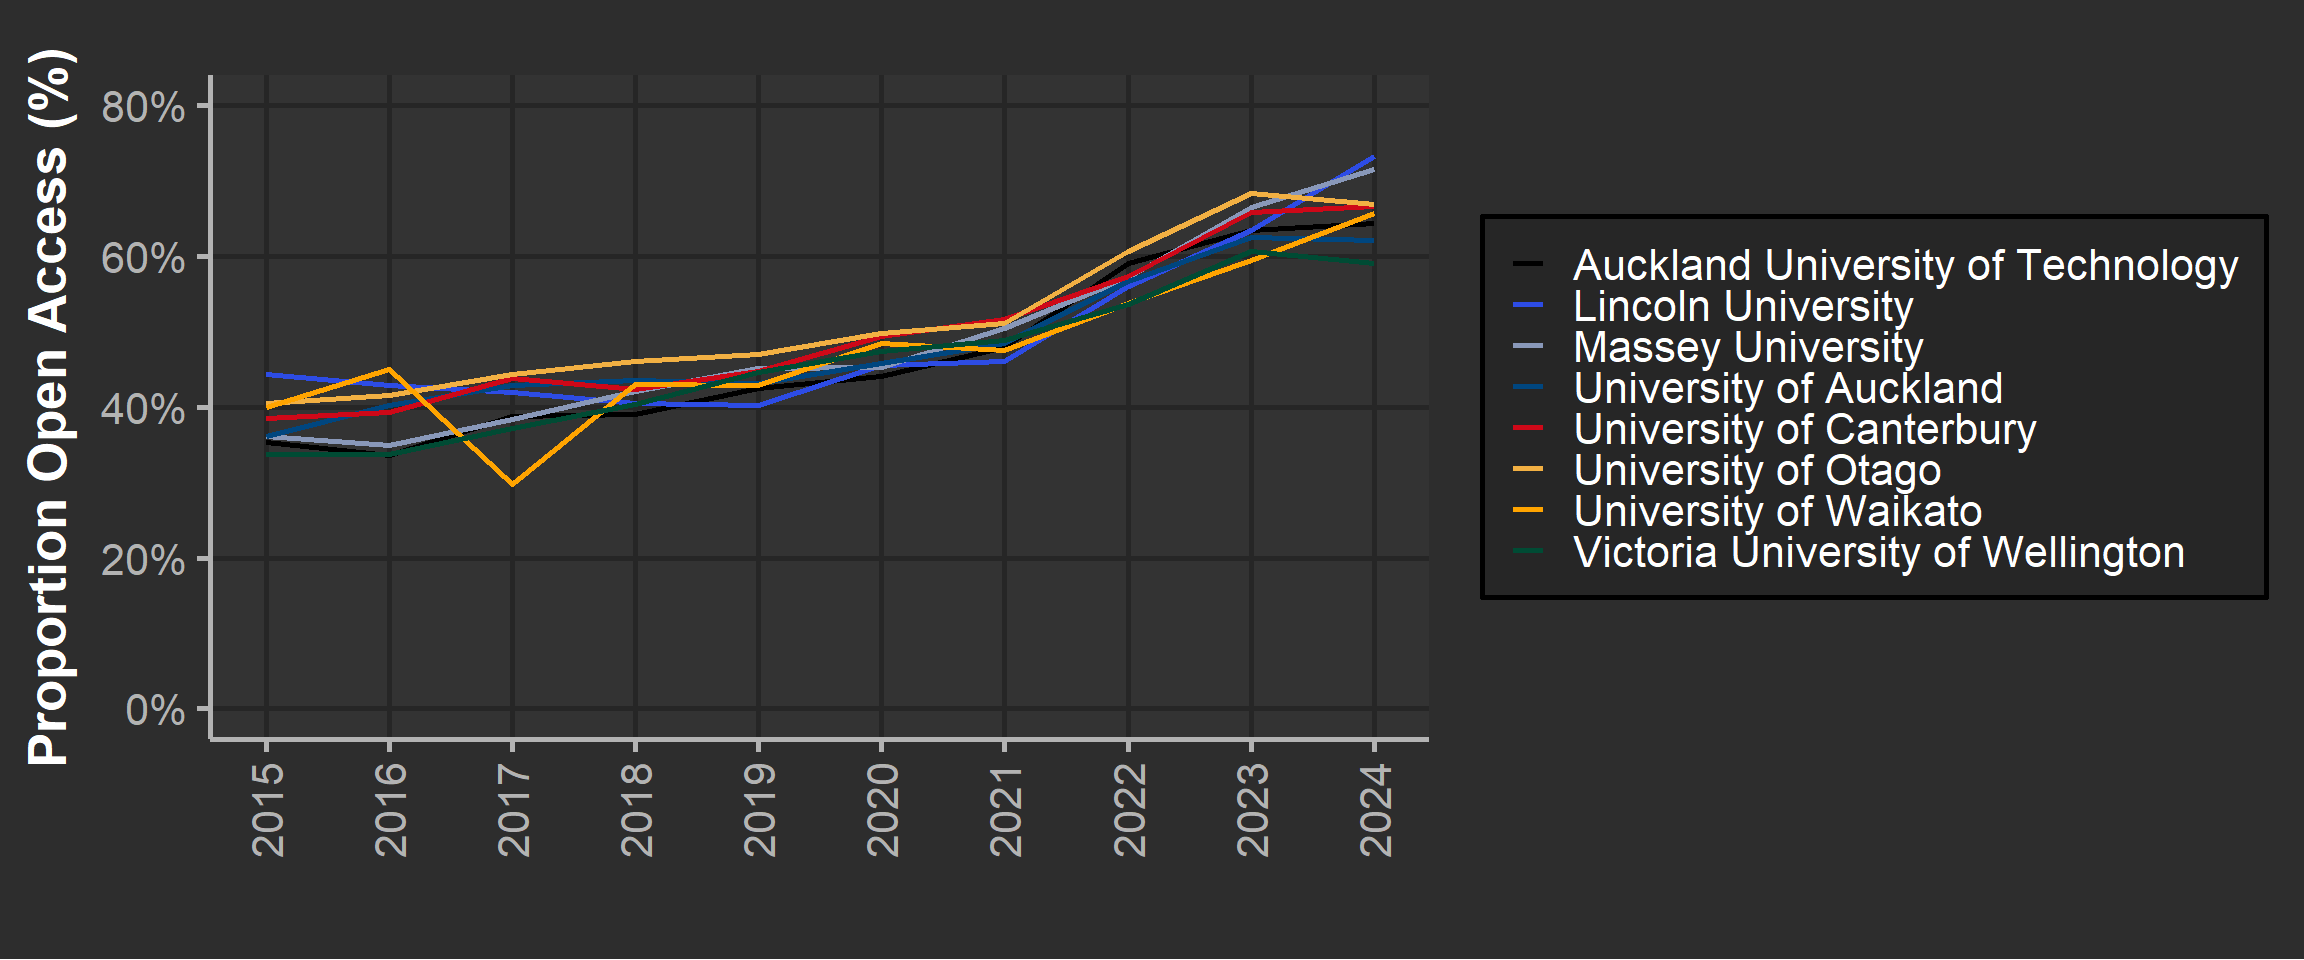 Proportion Open Access (%)
80%
60%
40%
20%
0%
2015
2016
2017
2018
2019
2020
2021
2022
2023
2024
Auckland University of Technology
Lincoln University
Massey University
University of Auckland
University of Canterbury
University of Otago
University of Waikato
Victoria University of Wellington